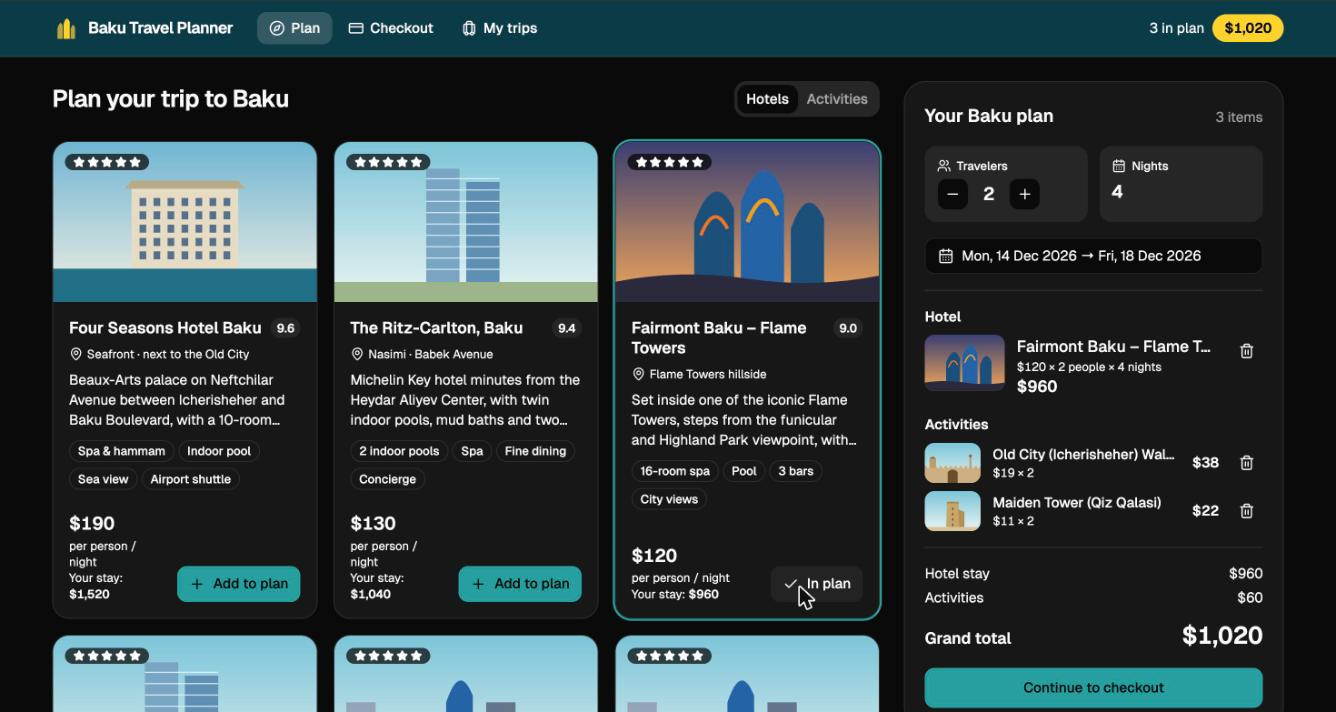 Baku Travel Planner
Plan
Checkout
My trips
3 in plan
$1,020
Plan your trip to Baku
Hotels
Activities
Four Seasons Hotel Baku
9.6
Seafront · next to the Old City
Beaux-Arts palace on Neftchilar
Avenue between Icherisheher and
Baku Boulevard, with a 10-room…
Spa & hammam
Indoor pool
Sea view
Airport shuttle
$190
per person /
night
Your stay:
$1,520
Add to plan
The Ritz-Carlton, Baku
9.4
Nasimi · Babek Avenue
Michelin Key hotel minutes from the
Heydar Aliyev Center, with twin
indoor pools, mud baths and two…
2 indoor pools
Spa
Fine dining
Concierge
$130
per person /
night
Your stay:
$1,040
Add to plan
Fairmont Baku – Flame
Towers
9.0
Flame Towers hillside
Set inside one of the iconic Flame
Towers, steps from the funicular
and Highland Park viewpoint, with…
16-room spa
Pool
3 bars
City views
$120
per person / night
Your stay: $960
In plan
Your Baku plan
3 items
Travelers
− 2 +
Nights
4
Mon, 14 Dec 2026 → Fri, 18 Dec 2026
Hotel
Fairmont Baku – Flame T...
$120 × 2 people × 4 nights
$960
Activities
Old City (Icherisheher) Wal...
$19 × 2
$38
Maiden Tower (Qiz Qalasi)
$11 × 2
$22
Hotel stay
$960
Activities
$60
Grand total
$1,020
Continue to checkout